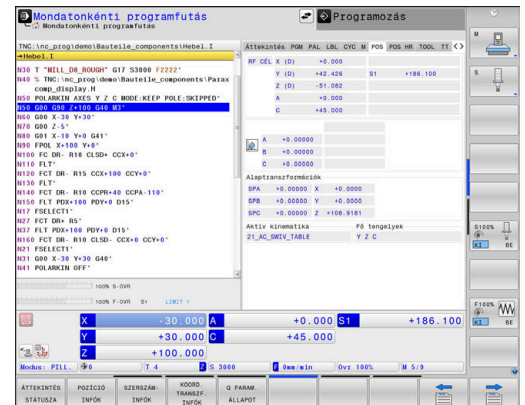 Mondatonkénti programfutás
Mondatonkénti programfutás
Programozás
TNC:\nc_prog\demo\Bauteile_components\Hebel.I
→Hebel.I
N30 T "MILL_D8_ROUGH" G17 S3000 F2222*
N40 % TNC:\nc_prog\demo\Bauteile_components\Parax
comp_display.H
N50 POLARKIN AXES Y Z C MODE:KEEP POLE:SKIPPED*
N50 G00 G90 Z+100 G40 M3*
N60 G00 X-30 Y+30*
N70 G00 Z-5*
N80 G01 X-10 Y+0 G41*
N90 FPOL X+100 Y+0*
N100 FC DR- R10 CLSD+ CCX+0*
N110 FLT*
N120 FCT DR- R15 CCX+100 CCY+0*
N130 FLT*
N140 FCT DR- R10 CCPR+40 CCPA-110*
N150 FLT PDX+100 PDY+0 D15*
N17 FSELECT1*
N27 FCT DR+ R5*
N37 FLT PDX+100 PDY+0 D15*
N160 FCT DR- R10 CLSD- CCX+0 CCY+0*
N21 FSELECT1*
N31 G00 X-30 Y+30 G40*
N41 POLARKIN OFF*
100% S-OVR
100% F-OVR S1 LIMIT 1
Áttekintés PGM PAL LBL CYC M POS POS HR TOOL TT
RF CÉL X (D) +0.000
Y (D) +42.426 S1 +186.100
Z (D) -51.082
A +0.000
C +45.000
A +0.00000
B +0.00000
C +0.00000
Alaptranszformációk
SPA +0.00000 X +0.0000
SPB +0.00000 Y +0.0000
SPC +0.00000 Z +108.9181
Aktív kinematika Fő tengelyek
21_AC_SWIV_TABLE Y Z C
X -30.000 A +0.000 S1 +186.100
Y +30.000 C +45.000
Z +100.000
Modus: PILL. 0 T 4 Z S 3000 F 0mm/min Ovr 100% M 5/9
ÁTTEKINTÉS
STÁTUSZA
POZÍCIÓ
INFÓK
SZERSZÁM-
INFÓK
KOORD.
TRANSZF.
INFÓK
Q PARAM.
ÁLLAPOT
M
S
S100%
KI BE
F100%
KI BE